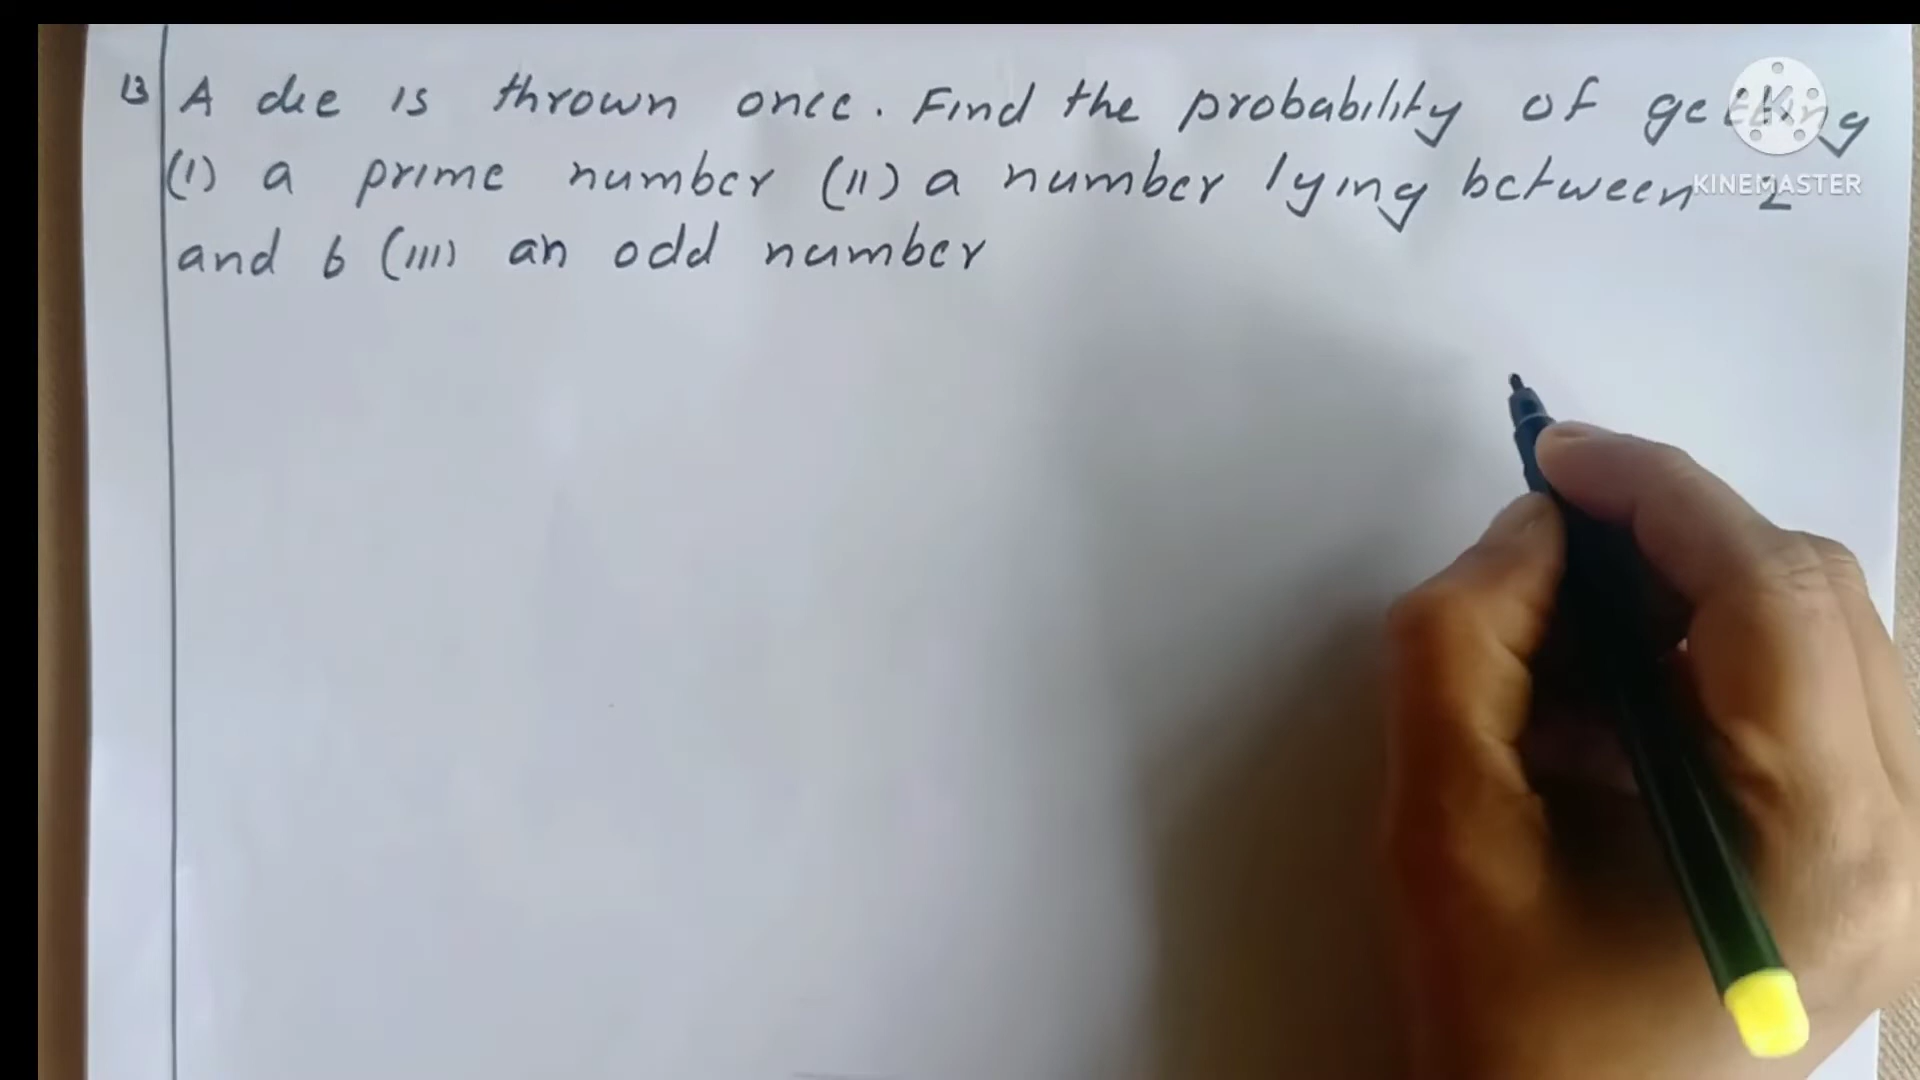 13 A die is thrown once. Find the probability of getting
(i) a prime number (ii) a number lying between 2
and 6 (iii) an odd number
K
KINEMASTER